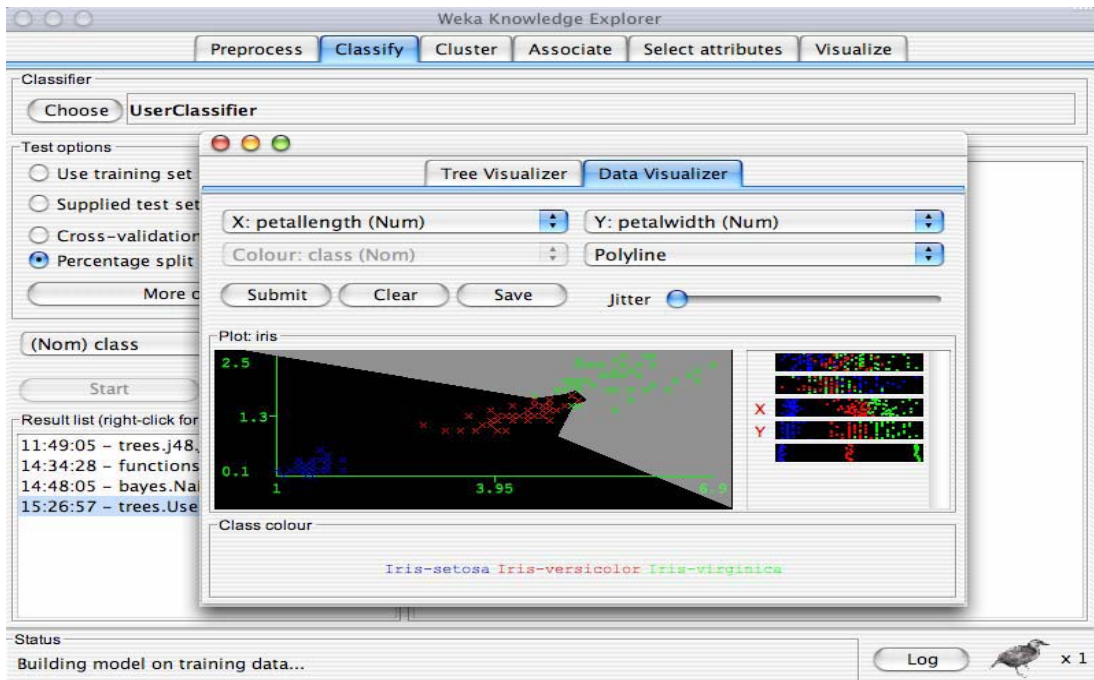 Weka Knowledge Explorer
Preprocess Classify Cluster Associate Select attributes Visualize
Classifier
Choose UserClassifier
Test options
Use training set
Supplied test set
Cross-validation
Percentage split
More o
(Nom) class
Start
Result list (right-click for
11:49:05 - trees.j48.
14:34:28 - functions
14:48:05 - bayes.Nai
15:26:57 - trees.Use
Tree Visualizer Data Visualizer
X: petallength (Num) Y: petalwidth (Num)
Colour: class (Nom) Polyline
Submit Clear Save Jitter
Plot: iris
2.5
1.3
0.1
1 3.95 6.9
X
Y
Class colour
Iris-setosa Iris-versicolor Iris-virginica
Status
Building model on training data...
Log x 1